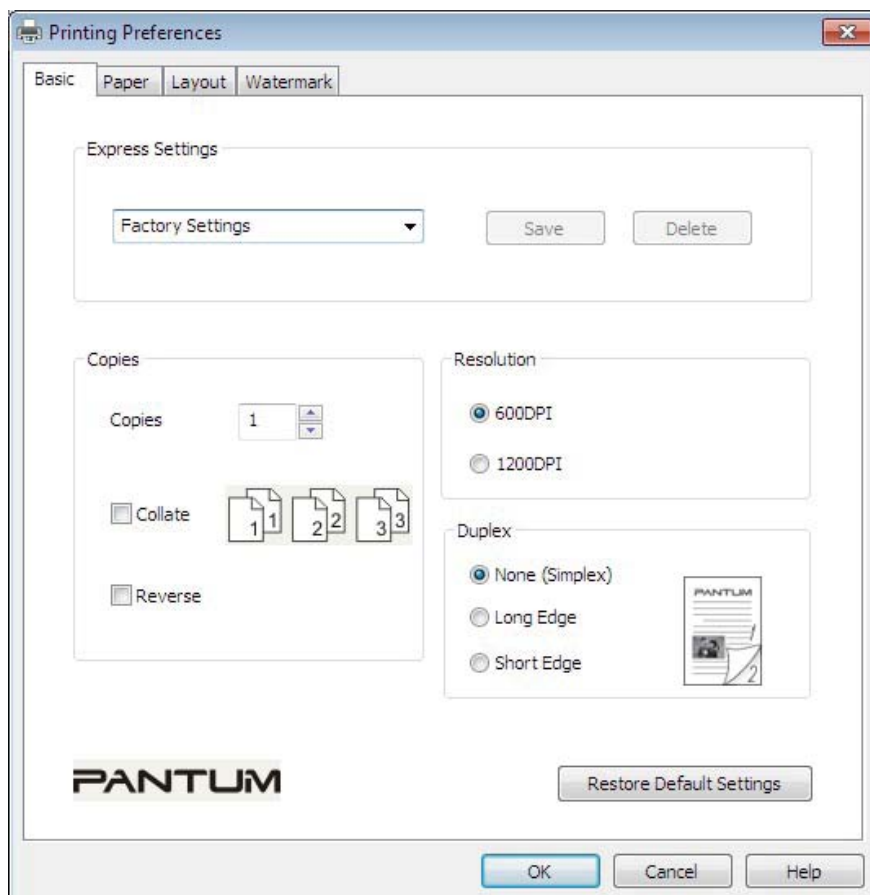 Printing Preferences
Basic Paper Layout Watermark
Express Settings
Factory Settings Save Delete
Copies
Copies 1
Collate 1 1 2 2 3 3
Reverse
Resolution
600DPI
1200DPI
Duplex
None (Simplex)
Long Edge
Short Edge
PANTUM
1
2
PANTUM
Restore Default Settings
OK Cancel Help